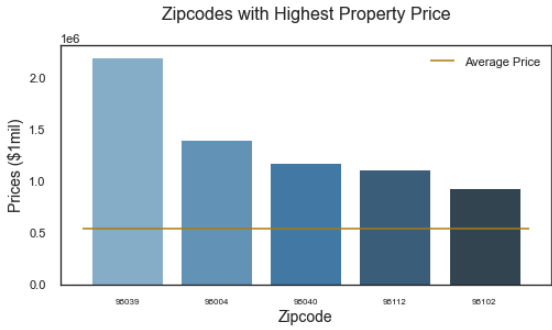 Zipcodes with Highest Property Price
1e6
Average Price
2.0
1.5
1.0
0.5
0.0
Prices ($1mil)
98039
98004
98040
98112
98102
Zipcode